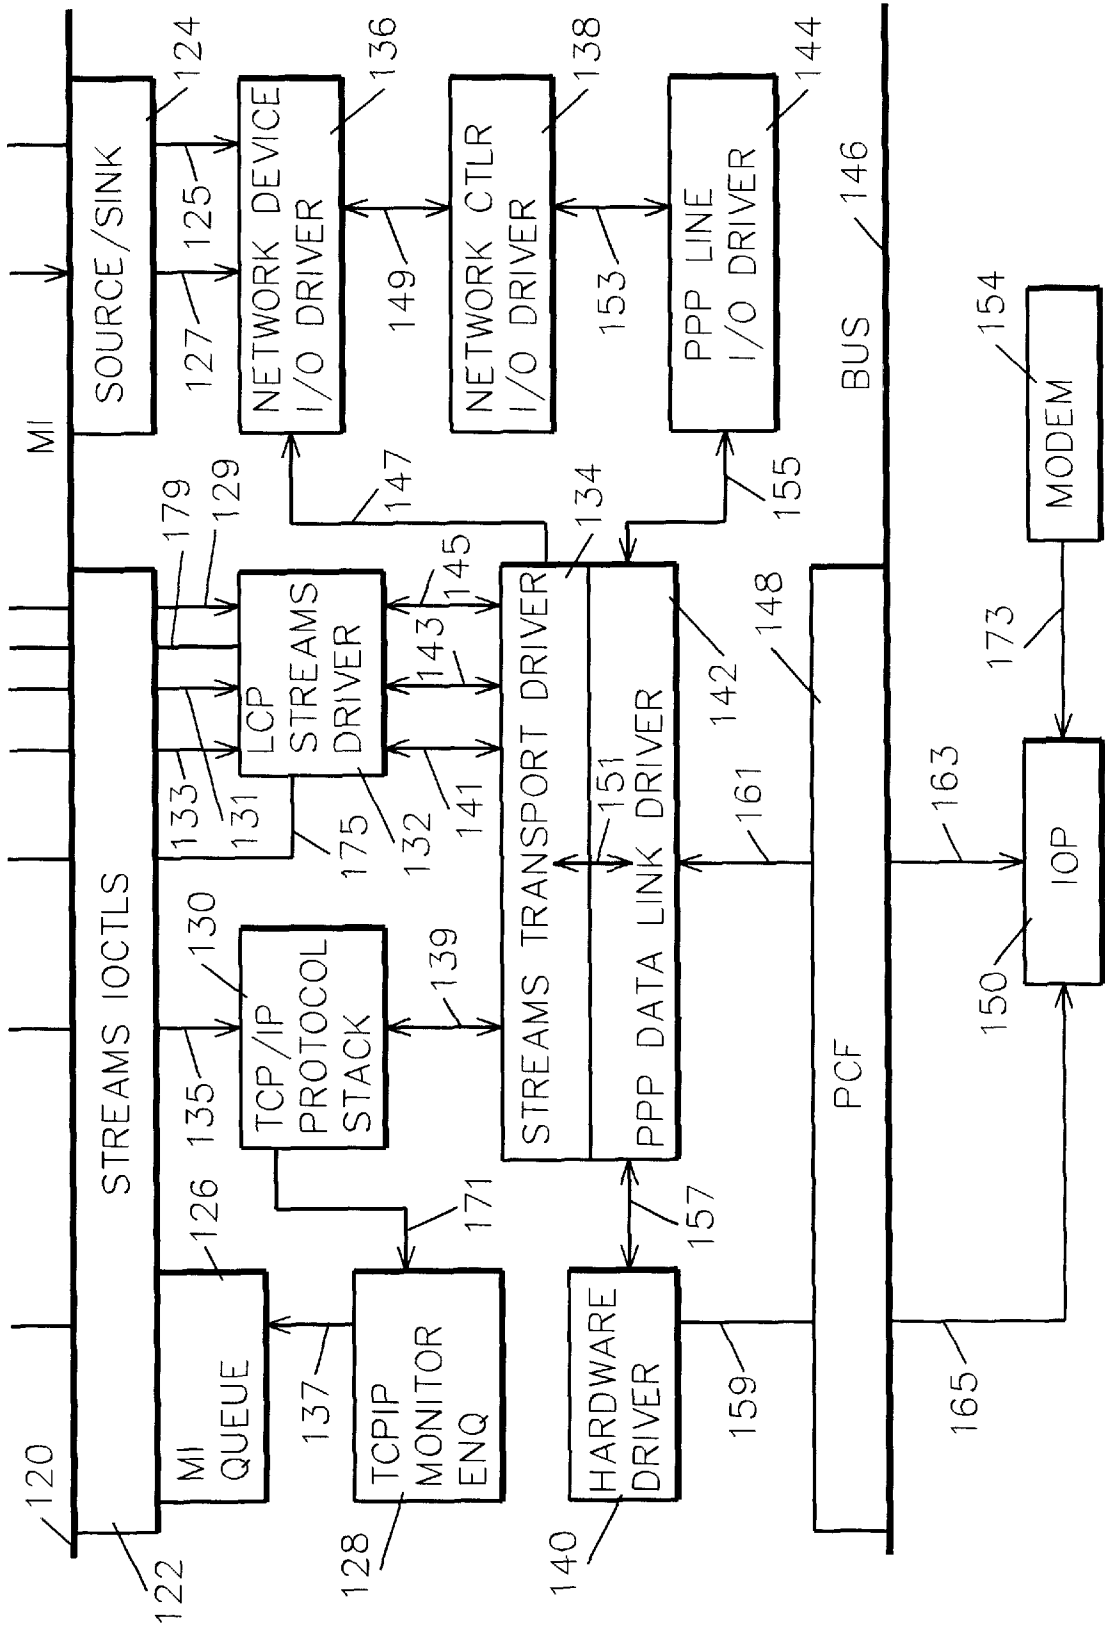 120
MI
122
STREAMS IOCTLS
SOURCE/SINK
124
126
MI
QUEUE
135
133
131
179
129
127
125
137
130
TCP/IP
PROTOCOL
STACK
175
LCP
STREAMS
DRIVER
132
NETWORK DEVICE
I/O DRIVER
136
128
TCPIP
MONITOR
ENQ
171
139
141
143
145
147
149
STREAMS TRANSPORT DRIVER
134
NETWORK CTLR
I/O DRIVER
138
140
HARDWARE
DRIVER
157
151
PPP DATA LINK DRIVER
142
153
155
PPP LINE
I/O DRIVER
144
159
161
148
PCF
BUS
146
165
163
150
IOP
173
MODEM
154